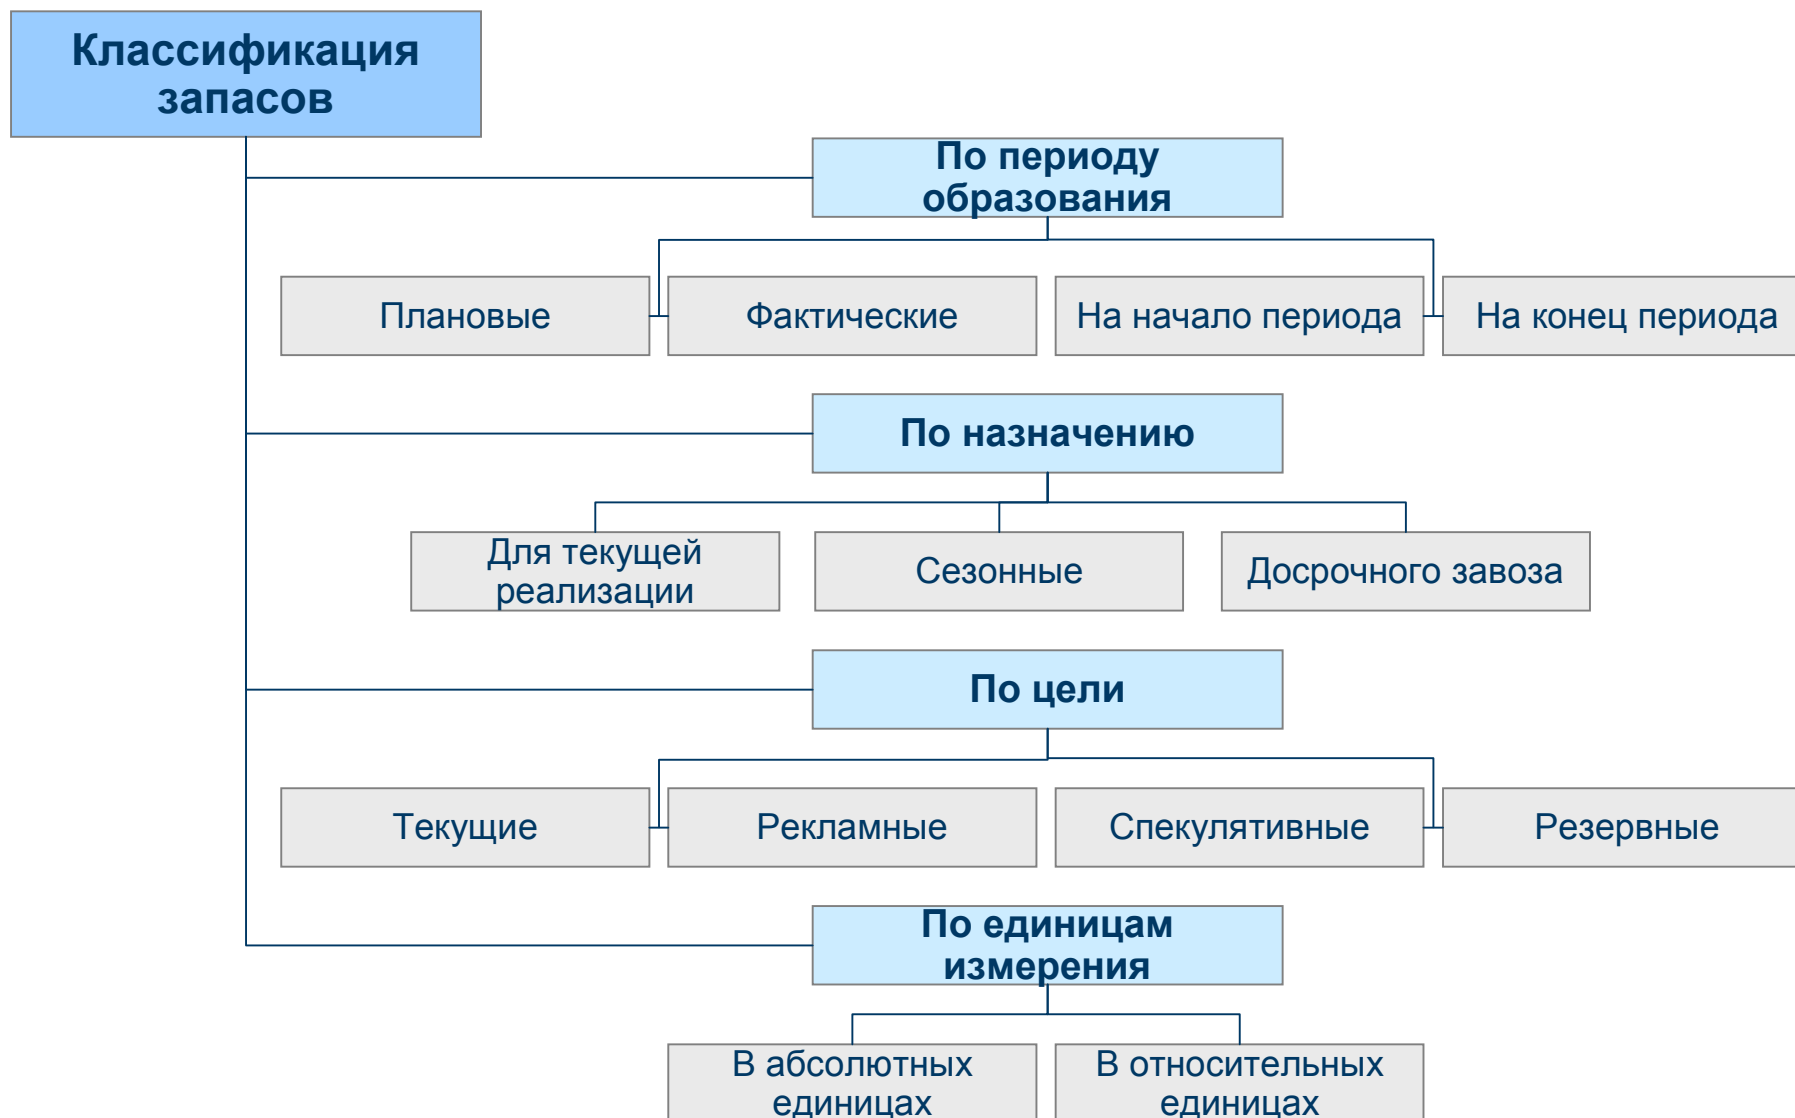 Классификация
запасов
По периоду
образования
Плановые
Фактические
На начало периода
На конец периода
По назначению
Для текущей
реализации
Сезонные
Досрочного завоза
По цели
Текущие
Рекламные
Спекулятивные
Резервные
По единицам
измерения
В абсолютных
единицах
В относительных
единицах